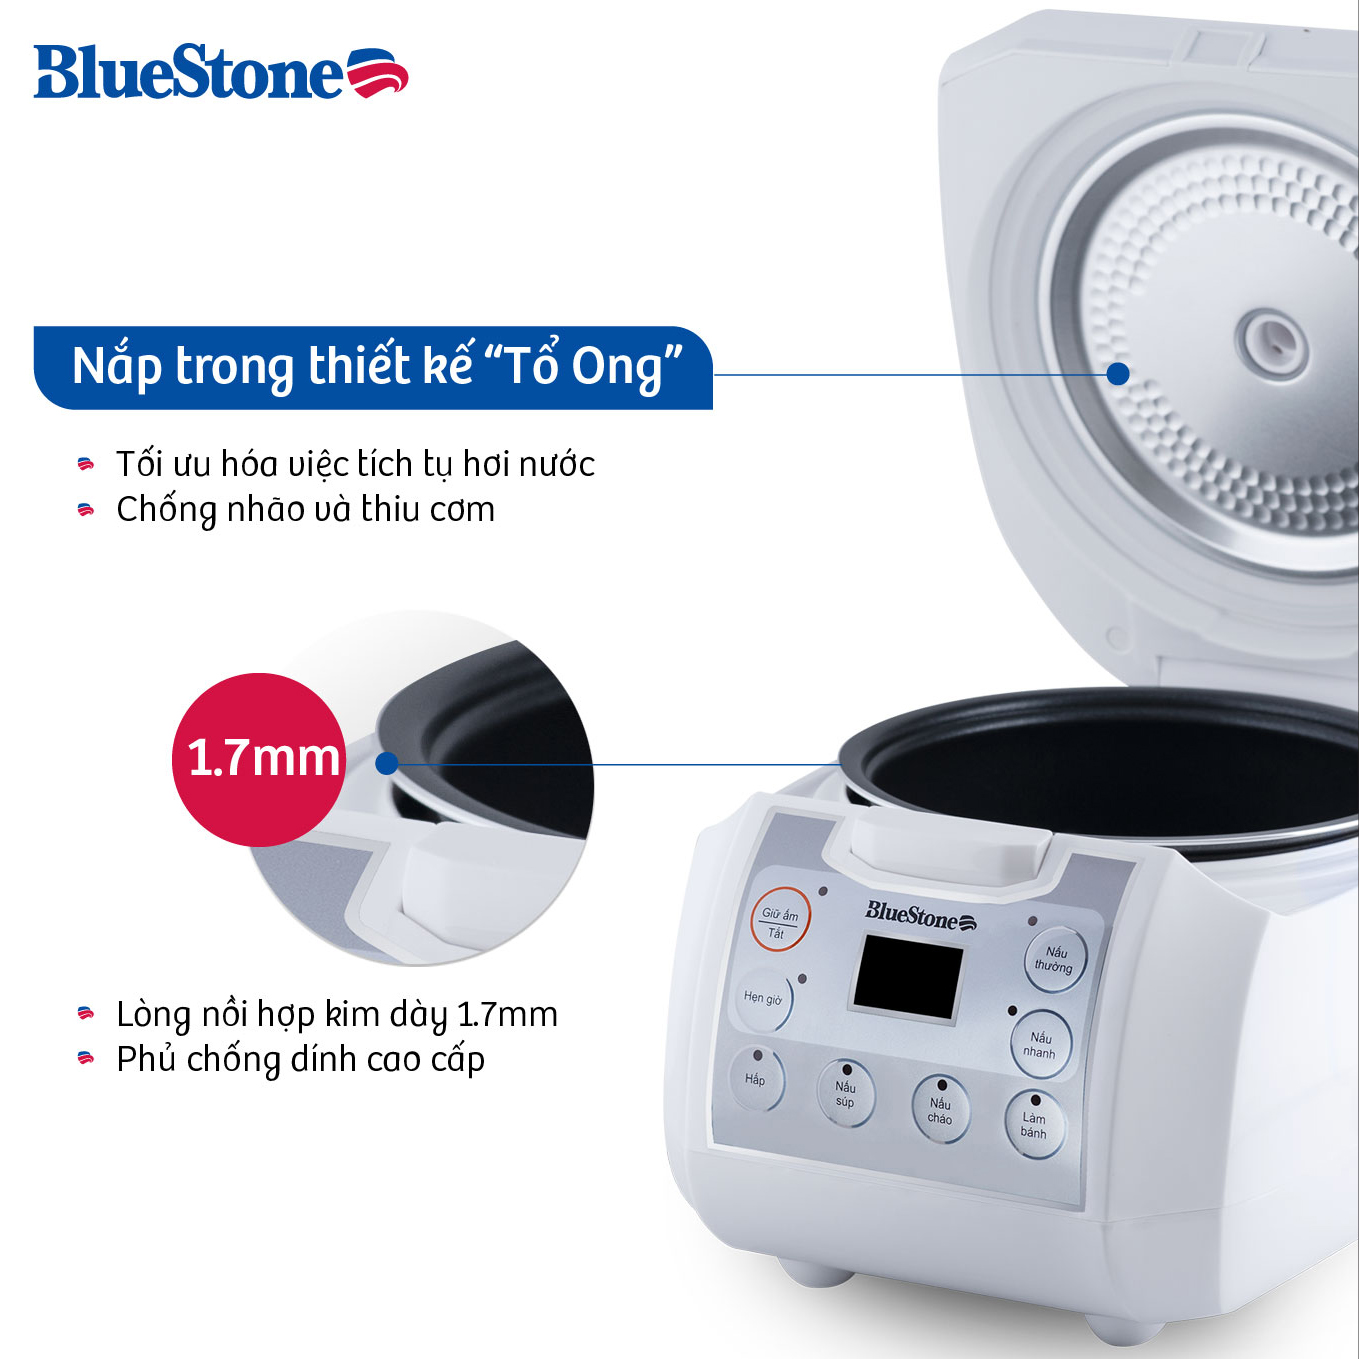 BlueStone
Nắp trong thiết kế “Tổ Ong”
Tối ưu hóa việc tích tụ hơi nước
Chống nhão và thiu cơm
1.7mm
Lòng nồi hợp kim dày 1.7mm
Phủ chống dính cao cấp
BlueStone
Giữ ấm
Tắt
Nấu
thường
Hẹn giờ
Nấu
nhanh
Hấp
Nấu
súp
Nấu
cháo
Làm
bánh